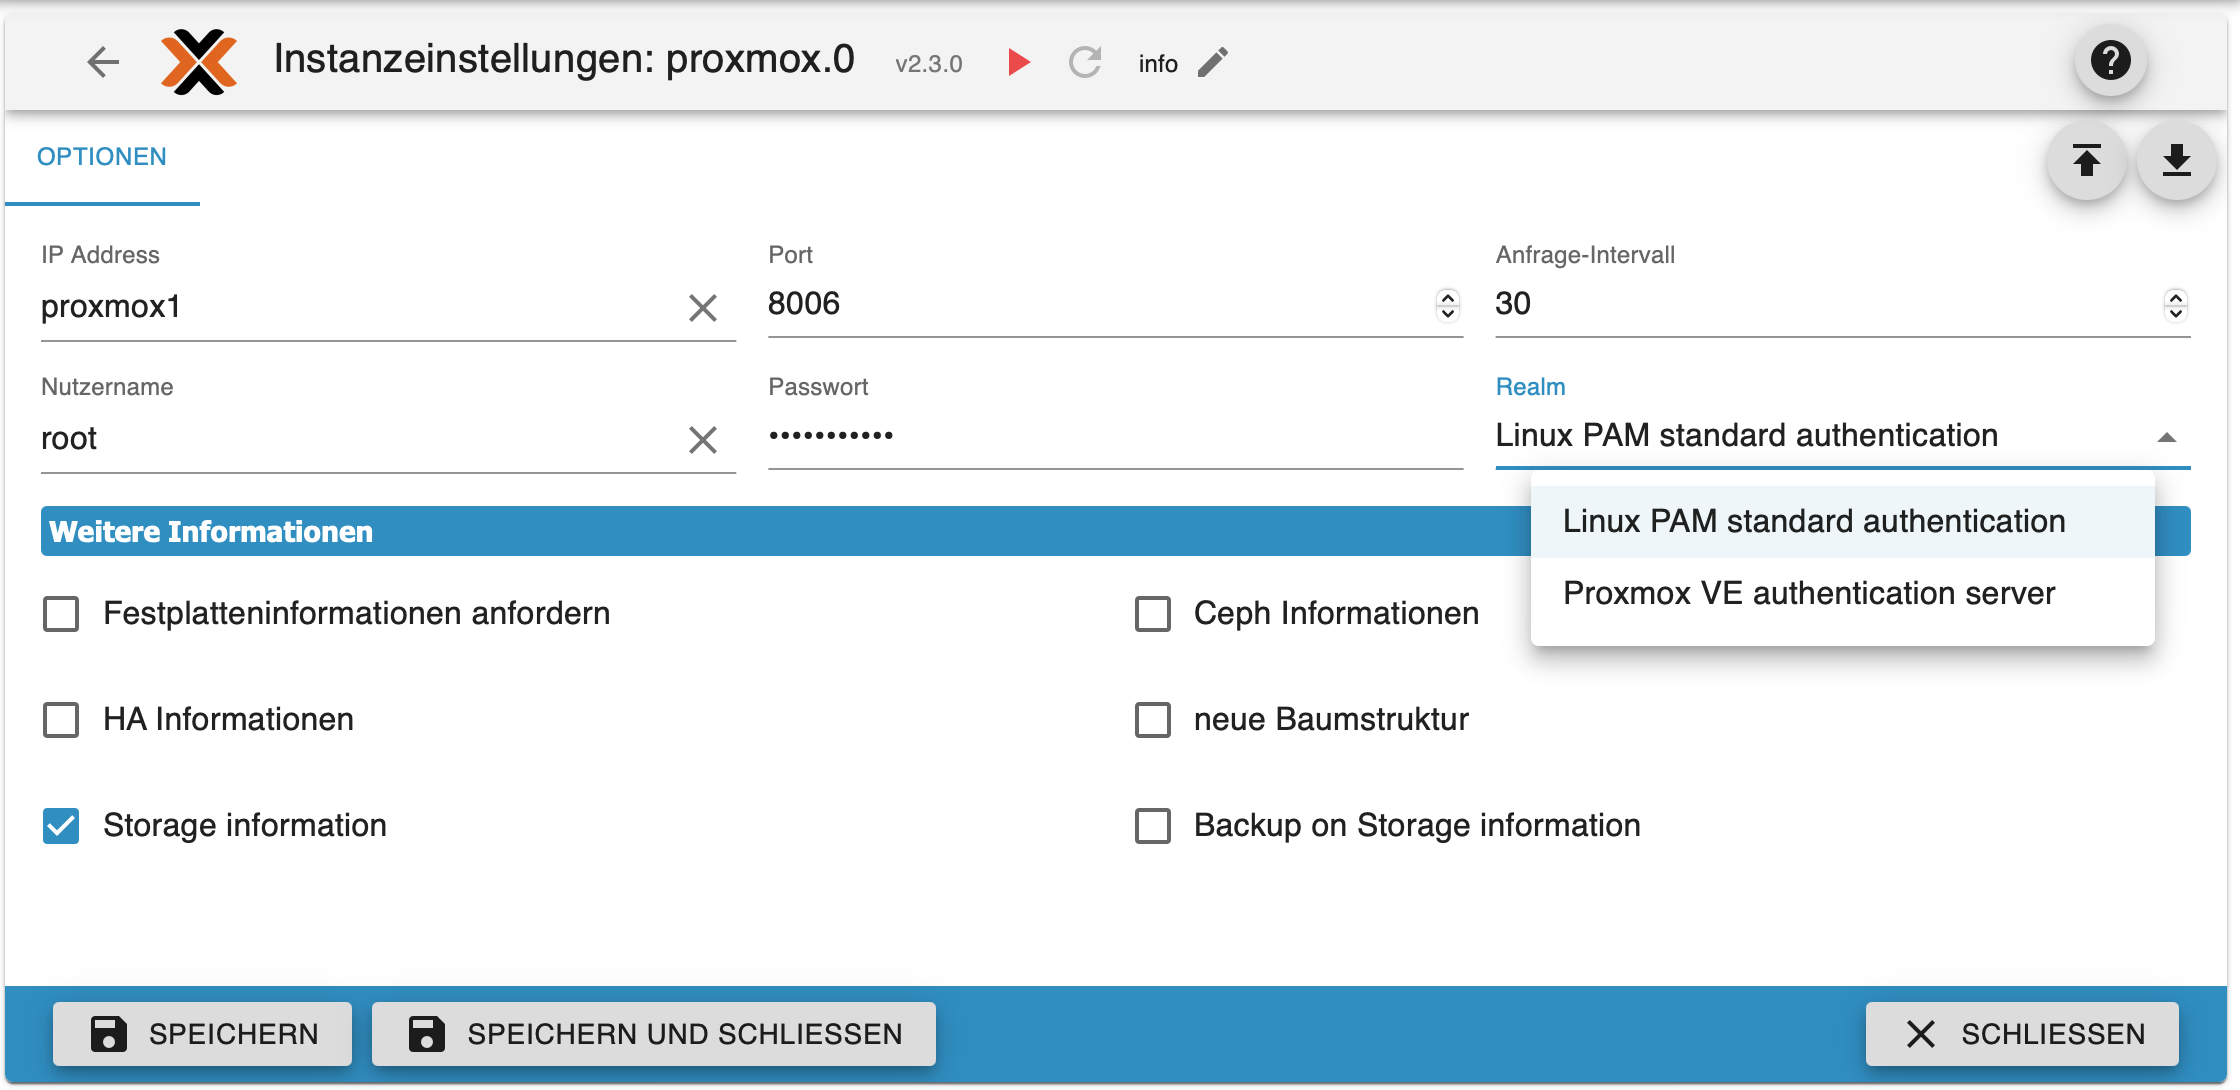 Instanzeinstellungen: proxmox.0 v2.3.0 info
OPTIONEN
IP Address Port Anfrage-Intervall
proxmox1 8006 30
Nutzername Passwort Realm
root ••••••••••• Linux PAM standard authentication
Linux PAM standard authentication
Proxmox VE authentication server
Weitere Informationen
Festplatteninformationen anfordern Ceph Informationen
HA Informationen neue Baumstruktur
Storage information Backup on Storage information
SPEICHERN SPEICHERN UND SCHLIESSEN SCHLIESSEN